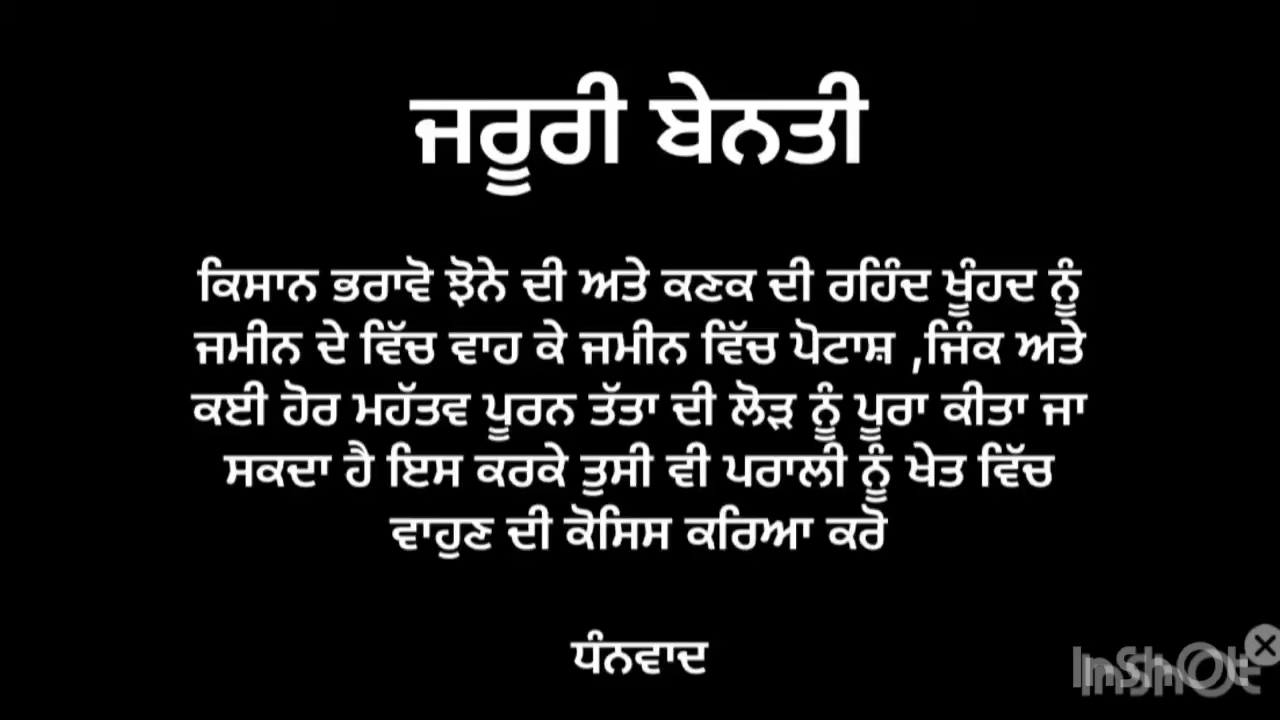 ਜਰੂਰੀ ਬੇਨਤੀ
ਕਿਸਾਨ ਭਰਾਵੋ ਝੋਨੇ ਦੀ ਅਤੇ ਕਣਕ ਦੀ ਰਹਿੰਦ ਖੂੰਹਦ ਨੂੰ
ਜਮੀਨ ਦੇ ਵਿੱਚ ਵਾਹ ਕੇ ਜਮੀਨ ਵਿੱਚ ਪੋਟਾਸ਼ ,ਜਿੰਕ ਅਤੇ
ਕਈ ਹੋਰ ਮਹੱਤਵ ਪੂਰਨ ਤੱਤਾ ਦੀ ਲੋੜ ਨੂੰ ਪੂਰਾ ਕੀਤਾ ਜਾ
ਸਕਦਾ ਹੈ ਇਸ ਕਰਕੇ ਤੁਸੀ ਵੀ ਪਰਾਲੀ ਨੂੰ ਖੇਤ ਵਿੱਚ
ਵਾਹੁਣ ਦੀ ਕੋਸਿਸ ਕਰਿਆ ਕਰੋ
ਧੰਨਵਾਦ
InShOt